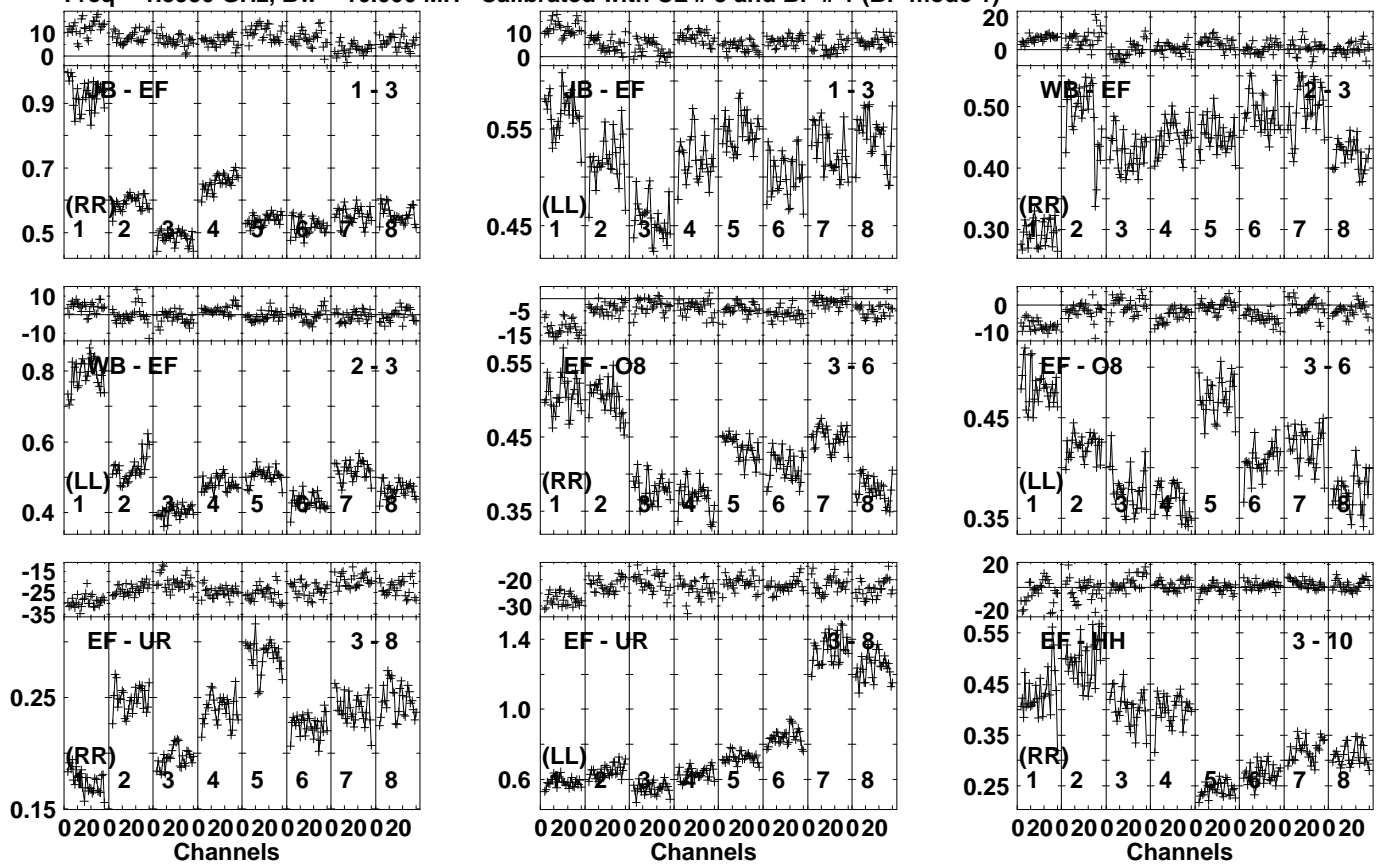 Calibrated with CL # 3 and BP # 1 (BP mode 1)
10 0 10 0 20 0
JB - EF 1 - 3 JB - EF 1 - 3 WB - EF 2 - 3
0.9 0.7 0.5 0.55 0.45 0.50 0.40 0.30
(RR) (LL) (RR)
1 2 3 4 5 6 7 8 1 2 3 4 5 6 7 8 1 2 3 4 5 6 7 8
10 -10 -5 -15 0 -10
WB - EF 2 - 3 EF - O8 3 - 6 EF - O8 3 - 6
0.8 0.6 0.4 0.55 0.45 0.35 0.45 0.35
(LL) (RR) (LL)
1 2 3 4 5 6 7 8 1 2 3 4 5 6 7 8 1 2 3 4 5 6 7 8
-15 -25 -35 -20 -30 20 -20
EF - UR 3 - 8 EF - UR 3 - 8 EF - HH 3 - 10
0.25 0.15 1.4 1.0 0.6 0.55 0.45 0.35 0.25
(RR) (LL) (RR)
1 2 3 4 5 6 7 8 1 2 3 4 5 6 7 8 1 2 3 4 5 6 7 8
0 20 0 20 0 20 0 20 0 20 0 20 0 20 0 20 0 20 0 20 0 20 0 20 0 20 0 20 0 20 0 20 0 20 0 20 0 20 0 20 0 20 0 20 0 20 0 20
Channels Channels Channels